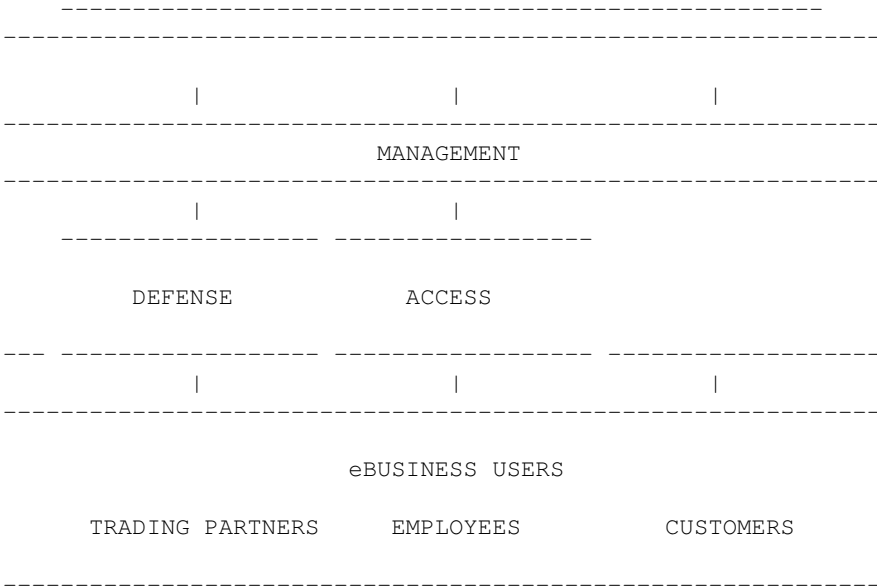 MANAGEMENT
DEFENSE ACCESS
eBUSINESS USERS
TRADING PARTNERS EMPLOYEES CUSTOMERS